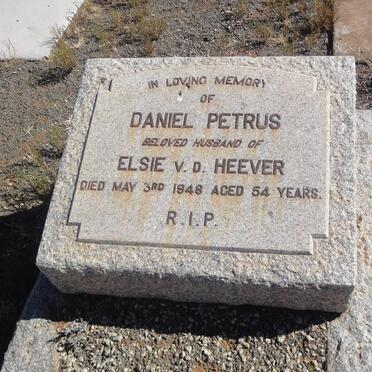 IN LOVING MEMORY
OF
DANIEL PETRUS
BELOVED HUSBAND OF
ELSIE V. D. HEEVER
DIED MAY 3RD 1948 AGED 54 YEARS.
R.I.P.